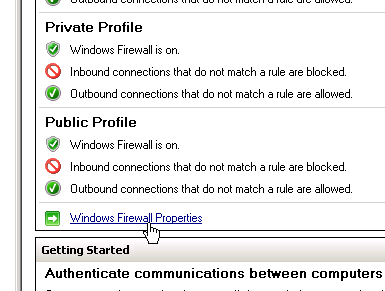 Outbound connections that do not match a rule are allowed.
Private Profile
Windows Firewall is on.
Inbound connections that do not match a rule are blocked.
Outbound connections that do not match a rule are allowed.
Public Profile
Windows Firewall is on.
Inbound connections that do not match a rule are blocked.
Outbound connections that do not match a rule are allowed.
Windows Firewall Properties
Getting Started
Authenticate communications between computers